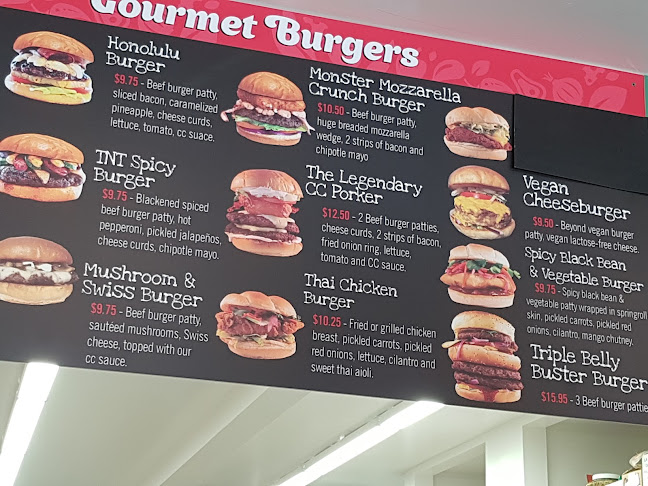 Gourmet Burgers
Honolulu
Burger
$9.75 - Beef burger patty,
sliced bacon, caramelized
pineapple, cheese curds,
lettuce, tomato, cc suace.
TNT Spicy
Burger
$9.75 - Blackened spiced
beef burger patty, hot
pepperoni, pickled jalapeños,
cheese curds, chipotle mayo.
Mushroom &
Swiss Burger
$9.75 - Beef burger patty,
sautéed mushrooms, Swiss
cheese, topped with our
cc sauce.
Monster Mozzarella
Crunch Burger
$10.50 - Beef burger patty,
huge breaded mozzarella
wedge, 2 strips of bacon and
chipotle mayo
The Legendary
CC Porker
$12.50 - 2 Beef burger patties,
cheese curds, 2 strips of bacon,
fried onion ring, lettuce,
tomato and CC sauce.
Thai Chicken
Burger
$10.25 - Fried or grilled chicken
breast, pickled carrots, pickled
red onions, lettuce, cilantro and
sweet thai aioli.
Vegan
Cheeseburger
$9.50 - Beyond vegan burger
patty, vegan lactose-free cheese.
Spicy Black Bean
& Vegetable Burger
$9.75 - Spicy black bean &
vegetable patty wrapped in springroll
skin, pickled carrots, pickled red
onions, cilantro, mango chutney.
Triple Belly
Buster Burger
$15.95 - 3 Beef burger pattie